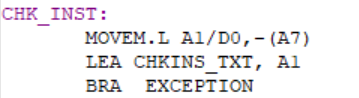 CHK_INST:
MOVEM.L A1/D0,-(A7)
LEA CHKINS_TXT, A1
BRA EXCEPTION